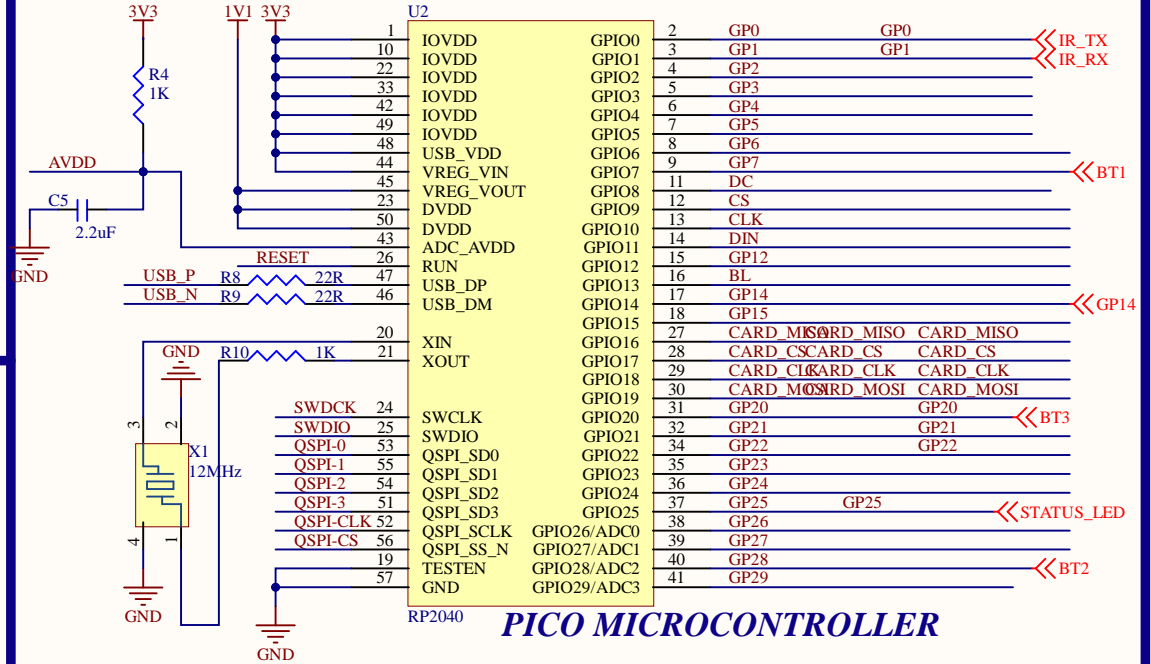 3V3 1V1 3V3 U2
1 IOVDD GPIO0 2 GP0 GP0 IR_TX
10 IOVDD GPIO1 3 GP1 GP1 IR_RX
22 IOVDD GPIO2 4 GP2
R4 1K
33 IOVDD GPIO3 5 GP3
42 IOVDD GPIO4 6 GP4
49 IOVDD GPIO5 7 GP5
48 USB_VDD GPIO6 8 GP6
AVDD 44 VREG_VIN GPIO7 9 GP7 BT1
45 VREG_VOUT GPIO8 11 DC
C5 2.2uF
23 DVDD GPIO9 12 CS
50 DVDD GPIO10 13 CLK
43 ADC_AVDD GPIO11 14 DIN
GND RESET 26 RUN GPIO12 15 GP12
USB_P R8 22R 47 USB_DP GPIO13 16 BL
USB_N R9 22R 46 USB_DM GPIO14 17 GP14 GP14
GPIO15 18 GP15
20 XIN GPIO16 27 CARD_MISO CARD_MISO CARD_MISO
GND R10 1K 21 XOUT GPIO17 28 CARD_CS CARD_CS CARD_CS
GPIO18 29 CARD_CLK CARD_CLK CARD_CLK
GPIO19 30 CARD_MOSI CARD_MOSI CARD_MOSI
SWDCK 24 SWCLK GPIO20 31 GP20 GP20 BT3
3 2 SWDIO 25 SWDIO GPIO21 32 GP21 GP21
QSPI-0 53 QSPI_SD0 GPIO22 34 GP22 GP22
X1 12MHz
QSPI-1 55 QSPI_SD1 GPIO23 35 GP23
QSPI-2 54 QSPI_SD2 GPIO24 36 GP24
QSPI-3 51 QSPI_SD3 GPIO25 37 GP25 GP25 STATUS_LED
QSPI-CLK 52 QSPI_SCLK GPIO26/ADC0 38 GP26
4 1 QSPI-CS 56 QSPI_SS_N GPIO27/ADC1 39 GP27
19 TESTEN GPIO28/ADC2 40 GP28 BT2
57 GND GPIO29/ADC3 41 GP29
GND RP2040 PICO MICROCONTROLLER
GND